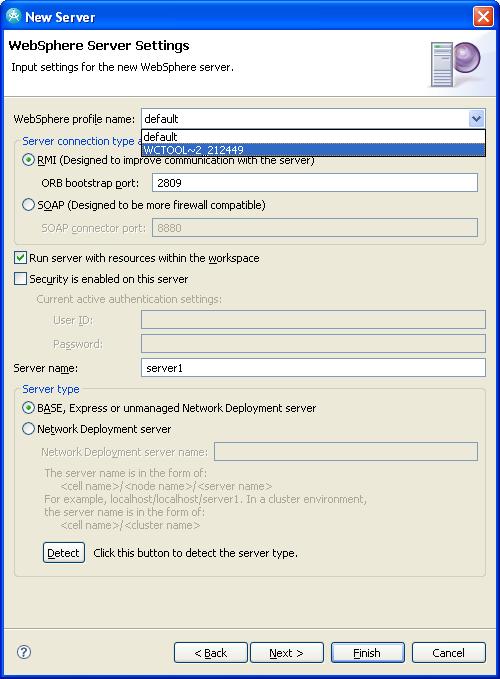 New Server
WebSphere Server Settings
Input settings for the new WebSphere server.
WebSphere profile name: default
default
WCTOOL~2_212449
Server connection type a
RMI (Designed to improve communication with the server)
ORB bootstrap port: 2809
SOAP (Designed to be more firewall compatible)
SOAP connector port: 8880
Run server with resources within the workspace
Security is enabled on this server
Current active authentication settings:
User ID:
Password:
Server name: server1
Server type
BASE, Express or unmanaged Network Deployment server
Network Deployment server
Network Deployment server name:
The server name is in the form of:
<cell name>/<node name>/<server name>
For example, localhost/localhost/server1. In a cluster environment,
the server name is in the form of:
<cell name>/<cluster name>
Detect Click this button to detect the server type.
? < Back Next > Finish Cancel